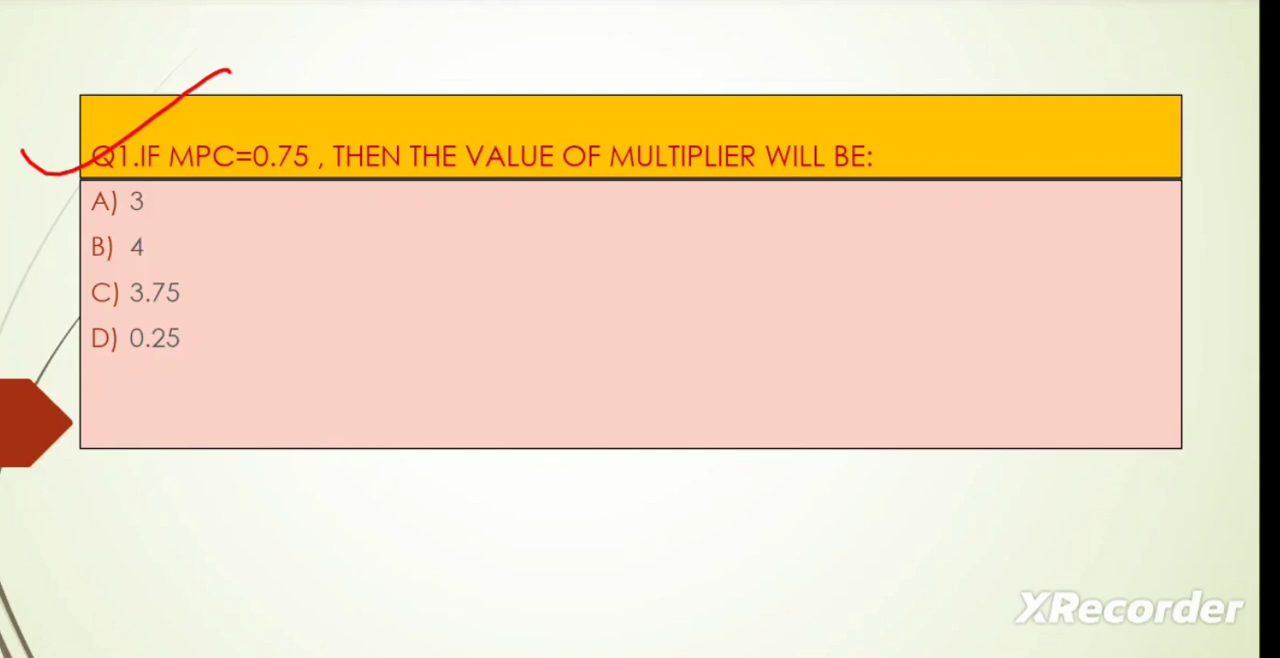 Q1.IF MPC=0.75 , THEN THE VALUE OF MULTIPLIER WILL BE:
A) 3
B) 4
C) 3.75
D) 0.25
XRecorder